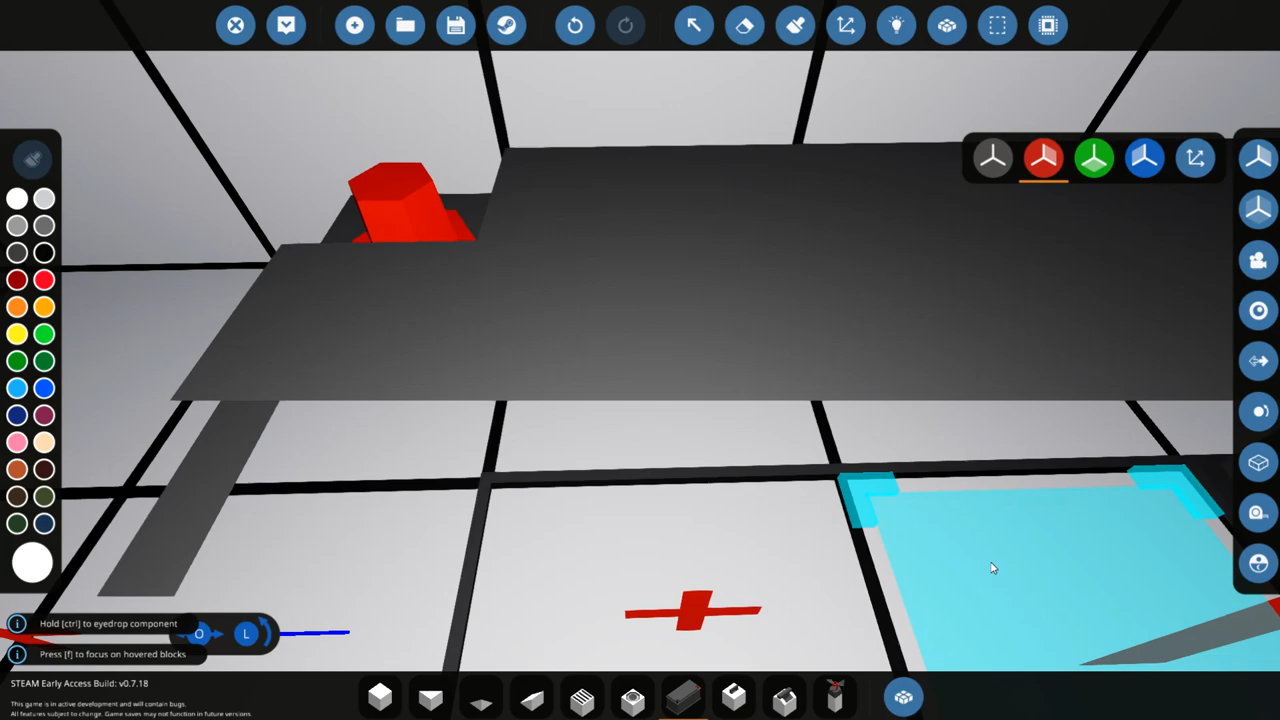 Hold [ctrl] to eyedrop component
O
L
Press [f] to focus on hovered blocks
STEAM Early Access Build: v0.7.18
This game is in active development and will contain bugs.
All features subject to change. Game saves may not function in future versions